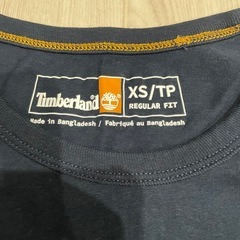 Timberland
XS/TP
REGULAR FIT
Made in Bangladesh / Fabriqué au Bangladesh